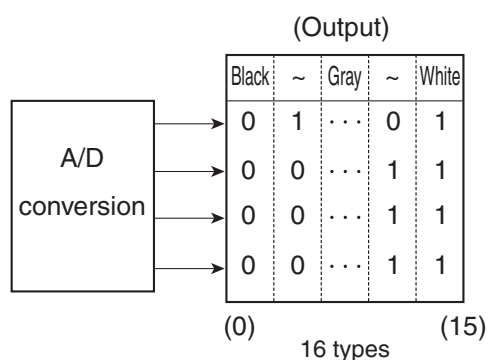 (Output)
Black ~ Gray ~ White
A/D
conversion
0 1 ··· 0 1
0 0 ··· 1 1
0 0 ··· 1 1
0 0 ··· 1 1
(0) (15)
16 types